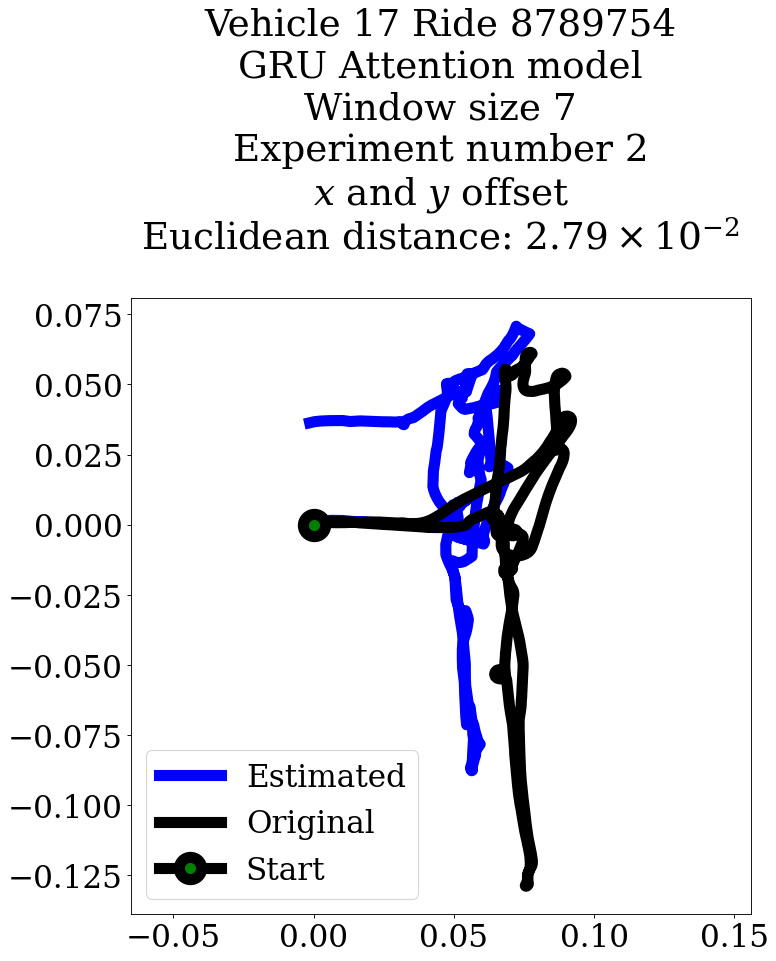 Vehicle 17 Ride 8789754
GRU Attention model
Window size 7
Experiment number 2
x and y offset
Euclidean distance: 2.79 × 10⁻²
0.075
0.050
0.025
0.000
−0.025
−0.050
−0.075
−0.100
−0.125
Estimated
Original
Start
−0.05 0.00 0.05 0.10 0.15